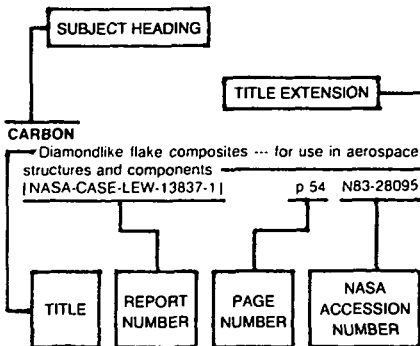 SUBJECT HEADING
TITLE EXTENSION
CARBON
Diamondlike flake composites --- for use in aerospace
structures and components
[NASA-CASE-LEW-13837-1] p 54 N83-28095
TITLE
REPORT
NUMBER
PAGE
NUMBER
NASA
ACCESSION
NUMBER